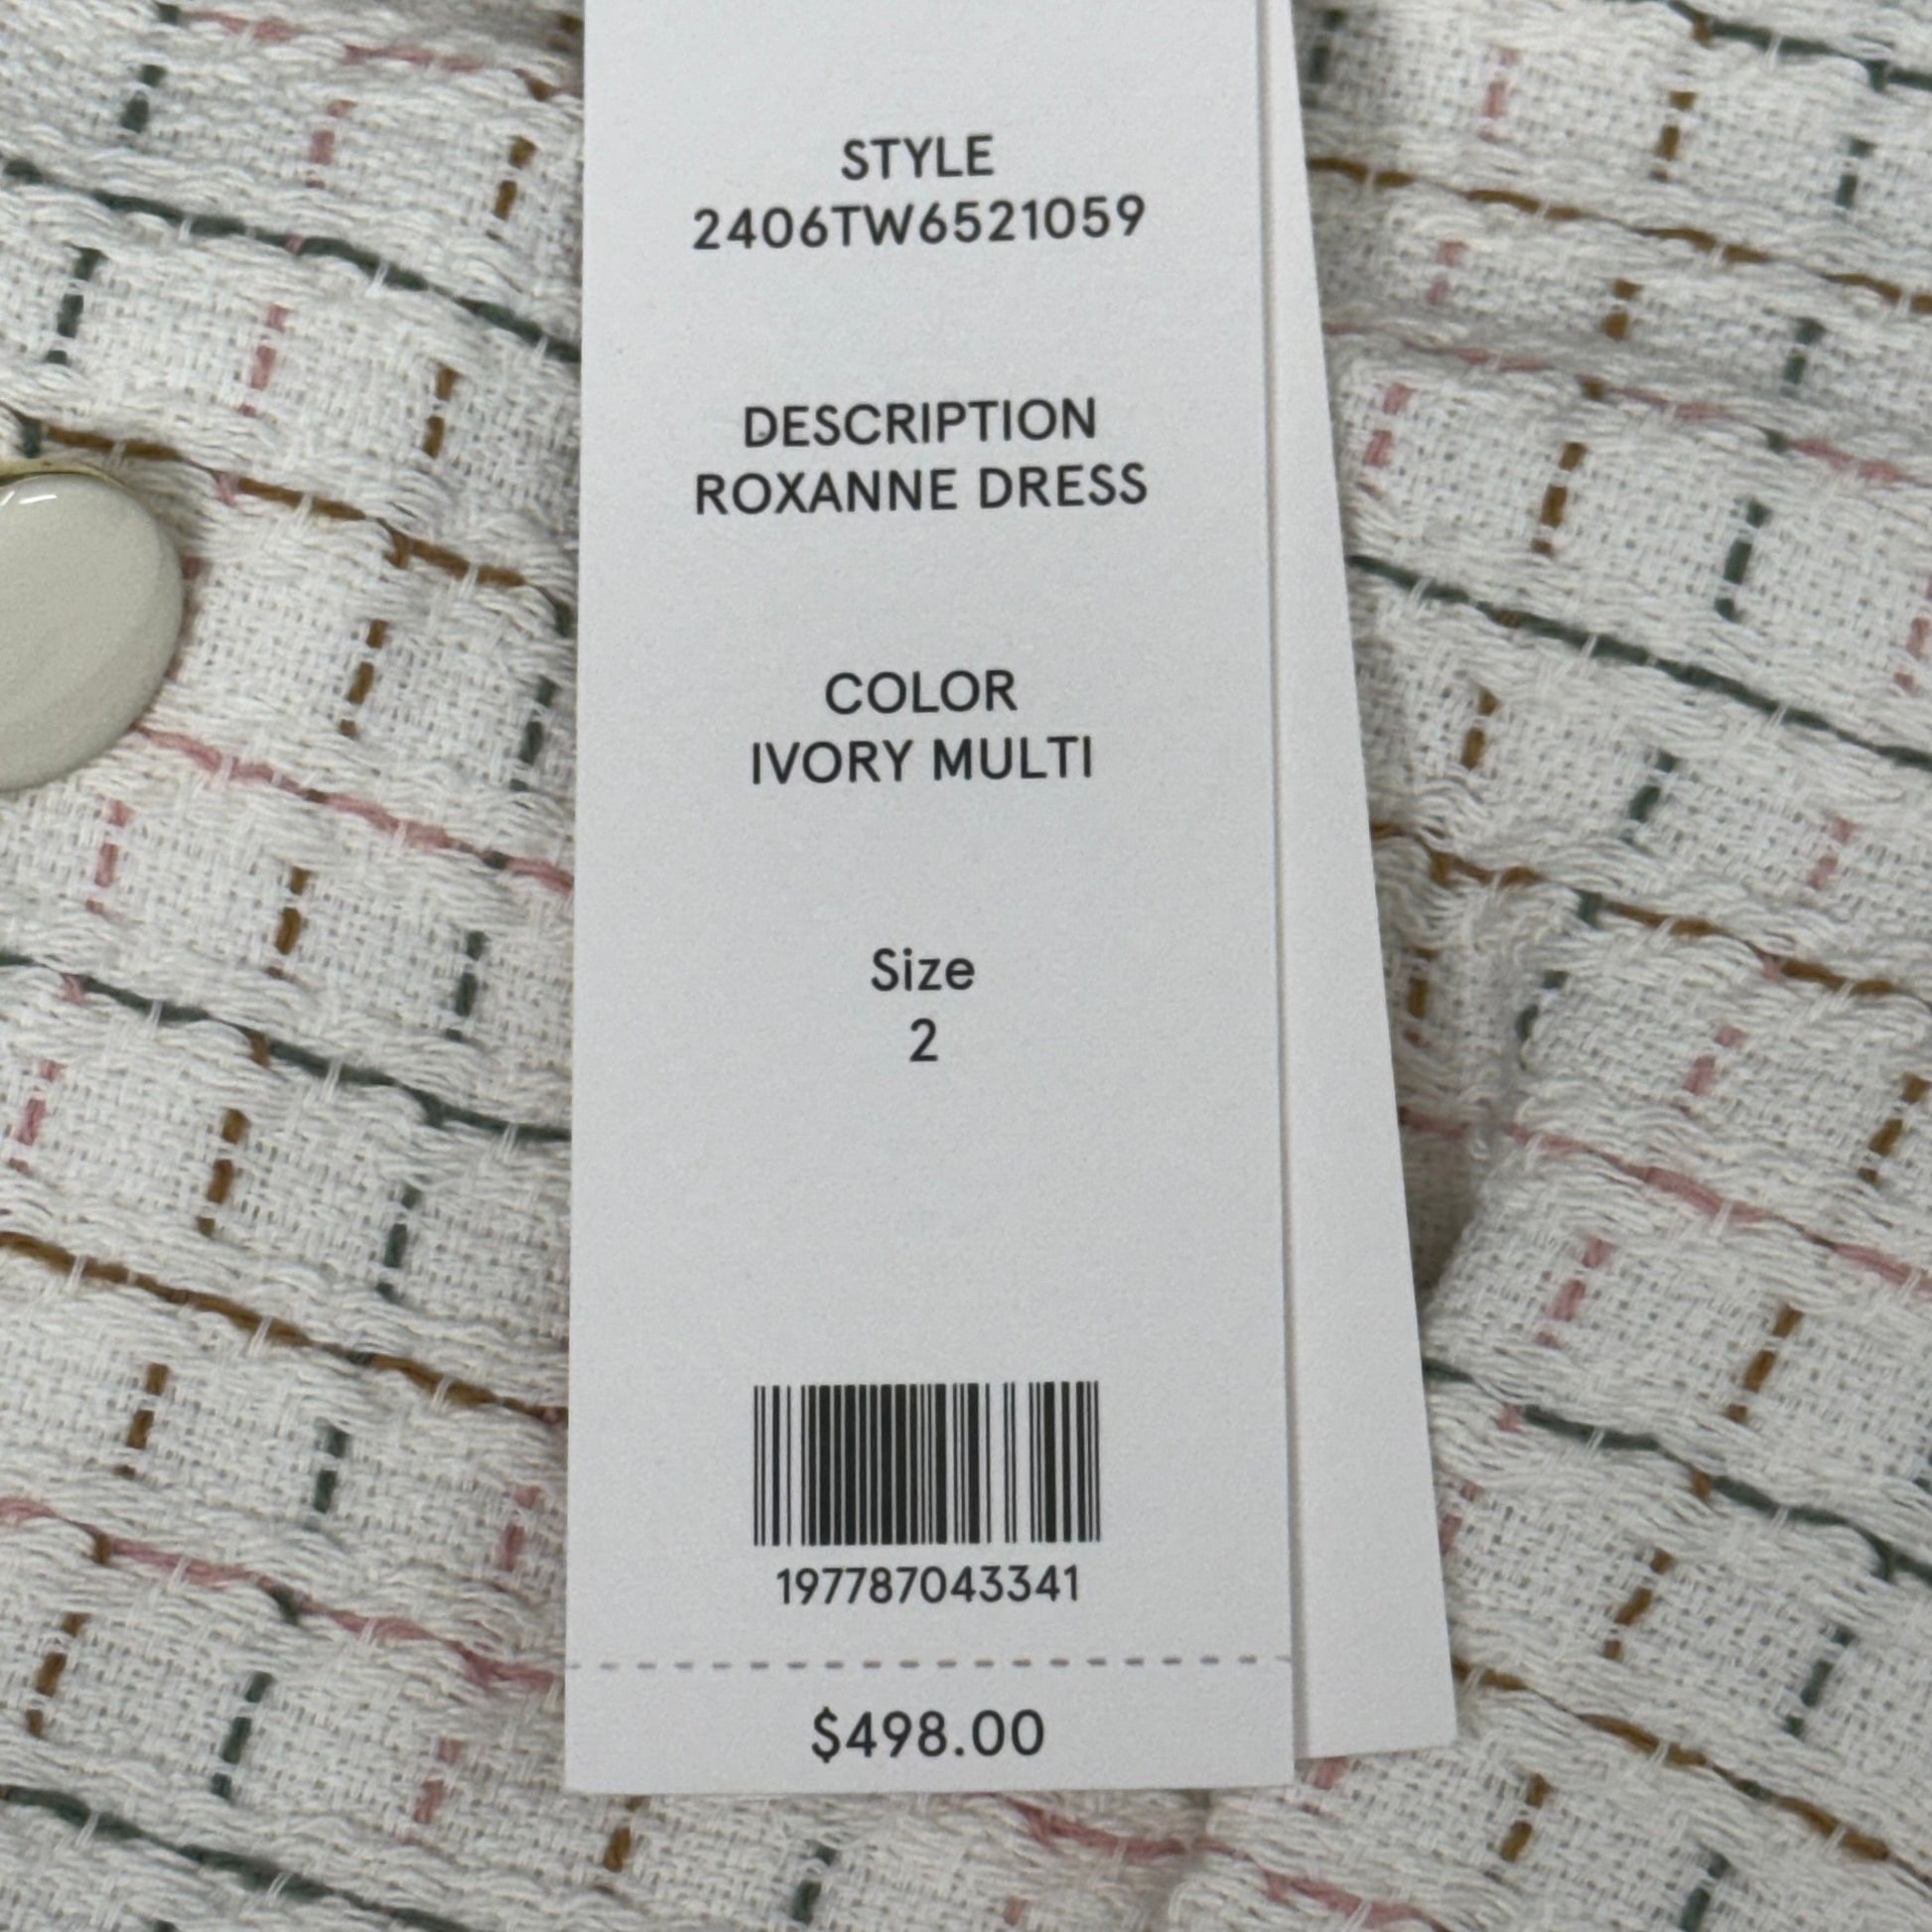 STYLE
2406TW6521059
DESCRIPTION
ROXANNE DRESS
COLOR
IVORY MULTI
Size
2
197787043341
$498.00